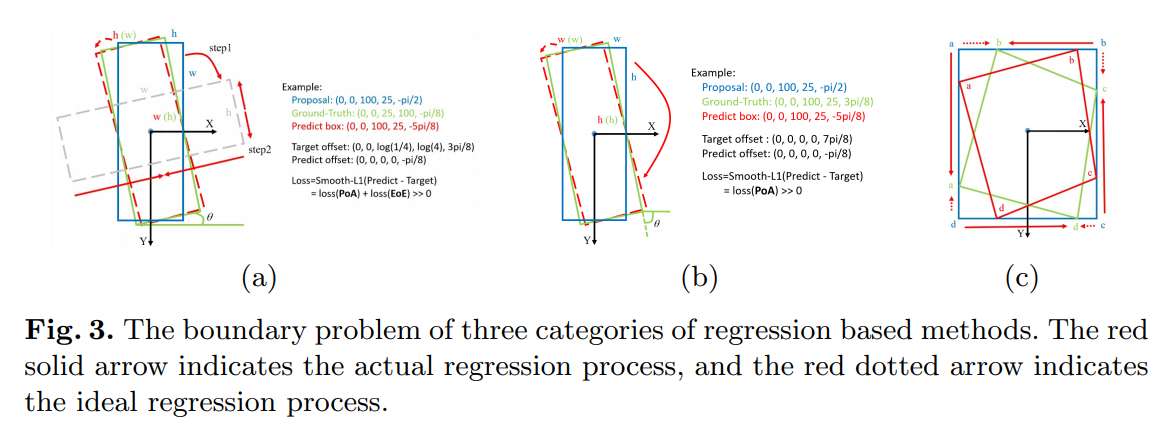 h (w)
h
step1
w
w
w (h)
X
h
step2
θ
Y
Example:
Proposal: (0, 0, 100, 25, -pi/2)
Ground-Truth: (0, 0, 25, 100, -pi/8)
Predict box: (0, 0, 100, 25, -5pi/8)
Target offset: (0, 0, log(1/4), log(4), 3pi/8)
Predict offset: (0, 0, 0, 0, -pi/8)
Loss=Smooth-L1(Predict - Target)
= loss(PoA) + loss(EoE) >> 0
(a)
w (w)
w
h
h (h)
X
θ
Y
Example:
Proposal: (0, 0, 100, 25, -pi/2)
Ground-Truth: (0, 0, 100, 25, 3pi/8)
Predict box: (0, 0, 100, 25, -5pi/8)
Target offset : (0, 0, 0, 0, 7pi/8)
Predict offset: (0, 0, 0, 0, -pi/8)
Loss=Smooth-L1(Predict - Target)
= loss(PoA) >> 0
(b)
a
b
b
b
a
c
X
c
a
d
d
Y
d
c
(c)
Fig. 3. The boundary problem of three categories of regression based methods. The red
solid arrow indicates the actual regression process, and the red dotted arrow indicates
the ideal regression process.